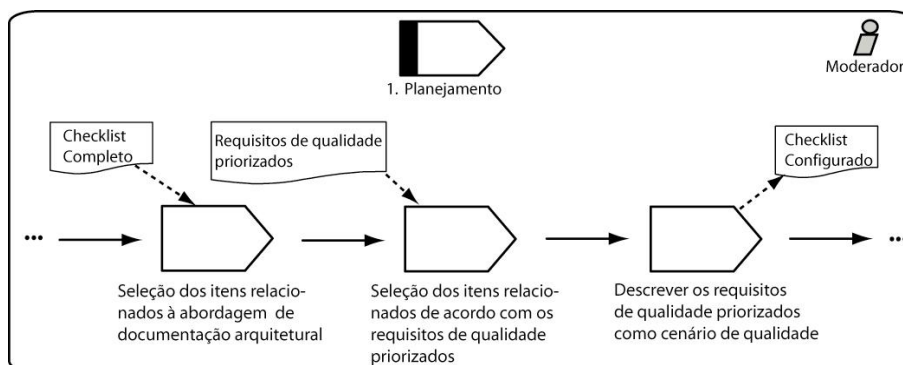 1. Planejamento
Moderador
Checklist
Completo
Requisitos de qualidade
priorizados
Checklist
Configurado
...
...
Seleção dos itens relacio-
nados à abordagem de
documentação arquitetural
Seleção dos itens relacio-
nados de acordo com os
requisitos de qualidade
priorizados
Descrever os requisitos
de qualidade priorizados
como cenário de qualidade